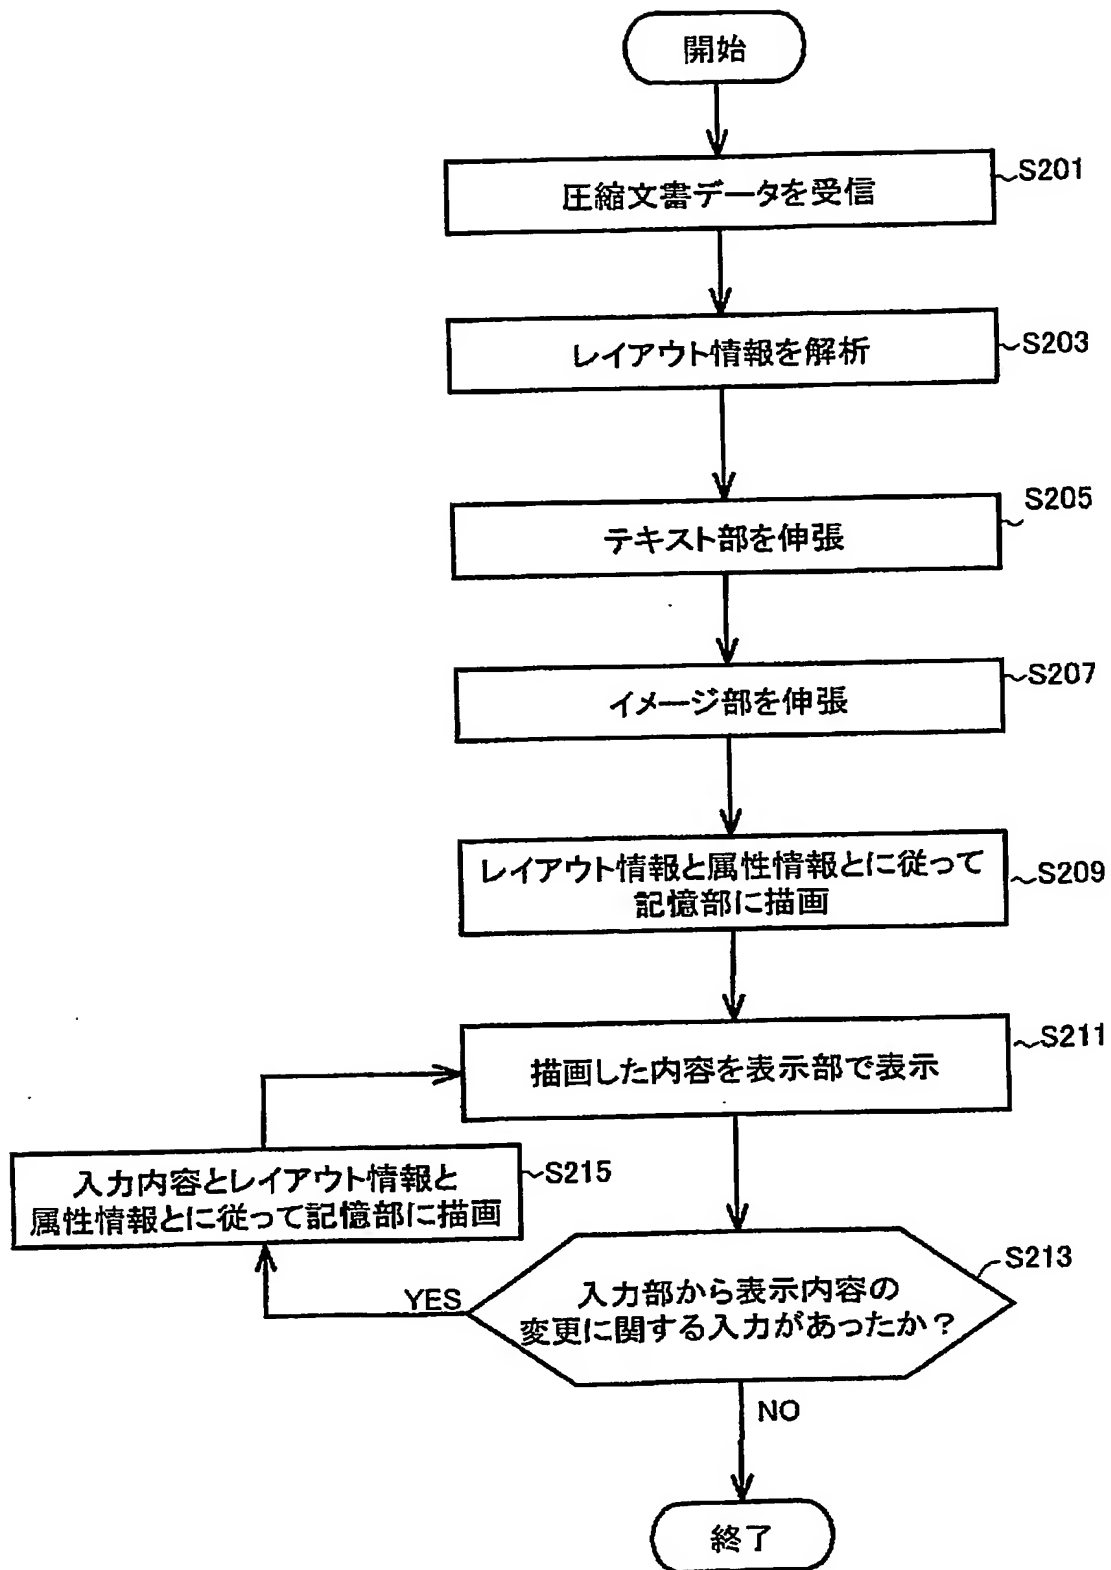 開始
圧縮文書データを受信
~S201
レイアウト情報を解析
~S203
テキスト部を伸張
~S205
イメージ部を伸張
~S207
レイアウト情報と属性情報とに従って
記憶部に描画
~S209
描画した内容を表示部で表示
~S211
入力内容とレイアウト情報と
属性情報とに従って記憶部に描画
~S215
入力部から表示内容の
変更に関する入力があったか？
S213
YES
NO
終了